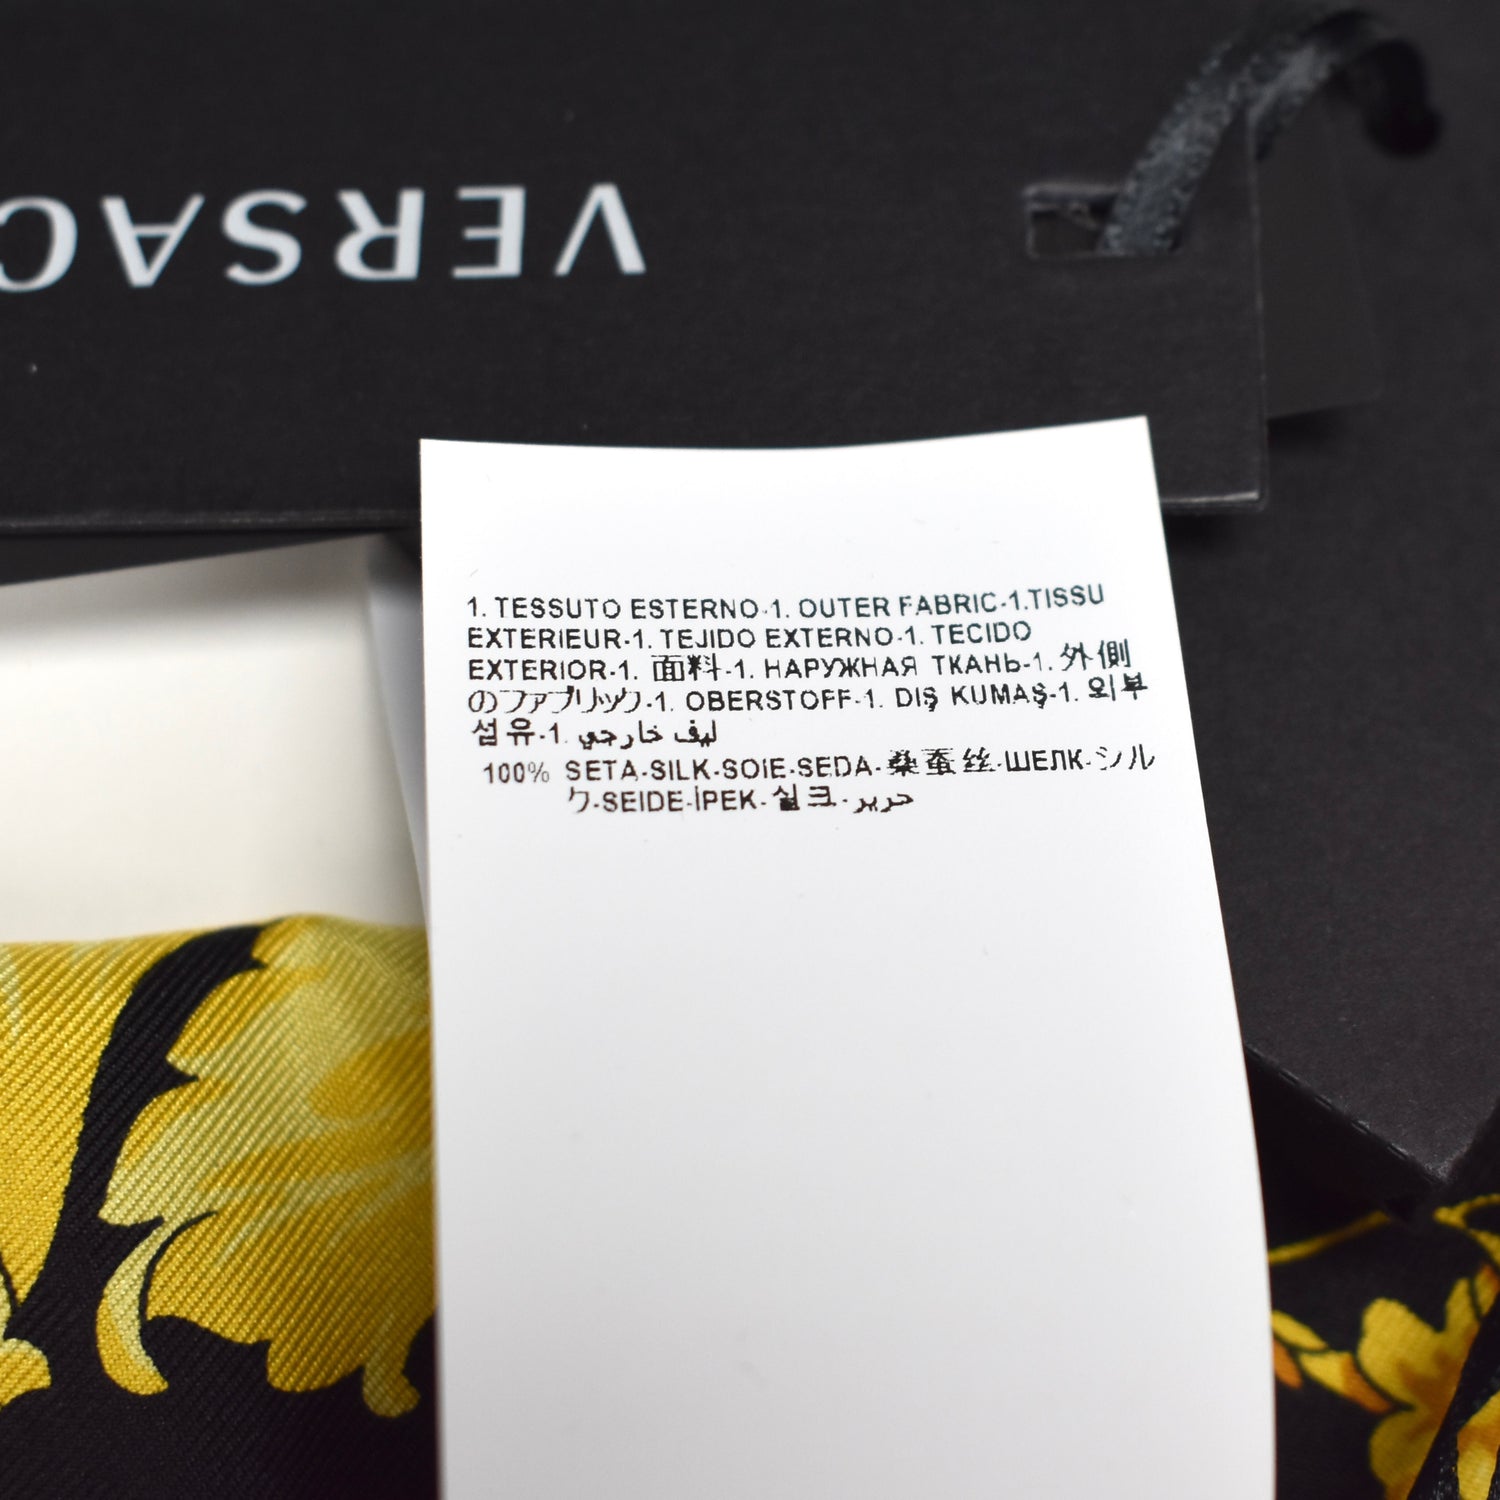 VERSAC
1. TESSUTO ESTERNO-1. OUTER FABRIC-1.TISSU
EXTERIEUR-1. TEJIDO EXTERNO-1. TECIDO
EXTERIOR-1. 面料-1. НАРУЖНАЯ ТКАНЬ-1. 外側
のファブリック-1. OBERSTOFF-1. DIŞ KUMAŞ-1. 외부
섬유-1. ليف خارجي
100% SETA-SILK-SOIE-SEDA-桑蚕丝-ШЕЛК-シル
ク-SEIDE-İPEK-실크-حرير